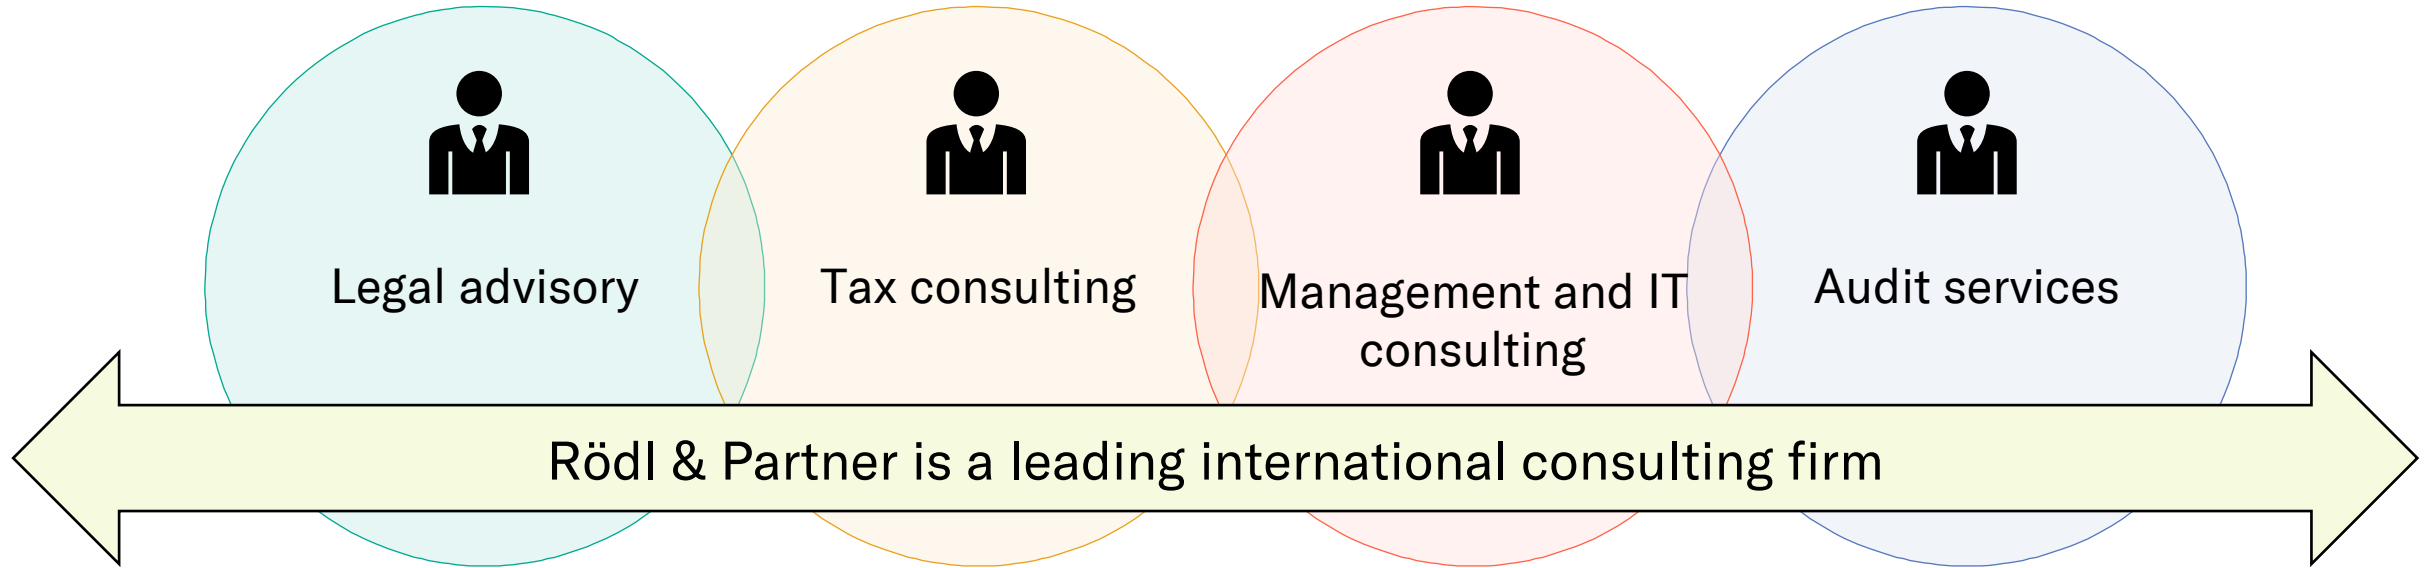 Legal advisory
Tax consulting
Management and IT
consulting
Audit services
Rödl & Partner is a leading international consulting firm